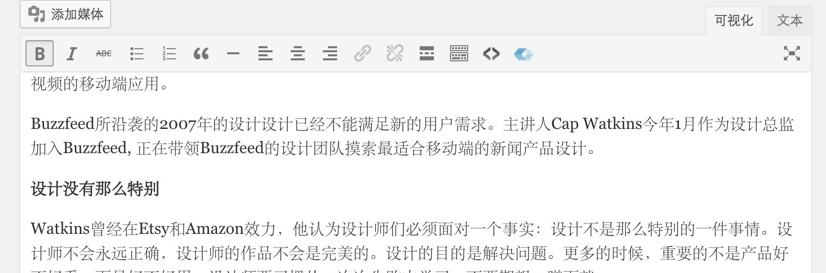 添加媒体
可视化 文本
B I ABC
视频的移动端应用。
Buzzfeed所沿袭的2007年的设计设计已经不能满足新的用户需求。主讲人Cap Watkins今年1月作为设计总监
加入Buzzfeed, 正在带领Buzzfeed的设计团队摸索最适合移动端的新闻产品设计。
设计没有那么特别
Watkins曾经在Etsy和Amazon效力，他认为设计师们必须面对一个事实：设计不是那么特别的一件事情。设
计师不会永远正确，设计师的作品不会是完美的。设计的目的是解决问题。更多的时候，重要的不是产品好